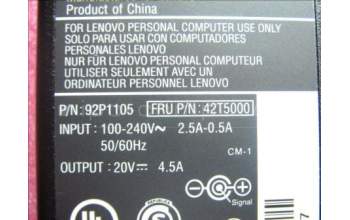 Product of China
FOR LENOVO PERSONAL COMPUTER USE ONLY
SOLO PARA USAR CON COMPUTADORES
PERSONALES LENOVO
NUR FÜR LENOVO PERSONAL COMPUTER
UTILISER SEULEMENT AVEC UN
ORDINATEUR PERSONNEL LENOVO
P/N: 92P1105 FRU P/N: 42T5000
INPUT: 100-240V~ 2.5A-0.5A
50/60Hz
CM-1
OUTPUT: 20V⎓ 4.5A
Signal
UL